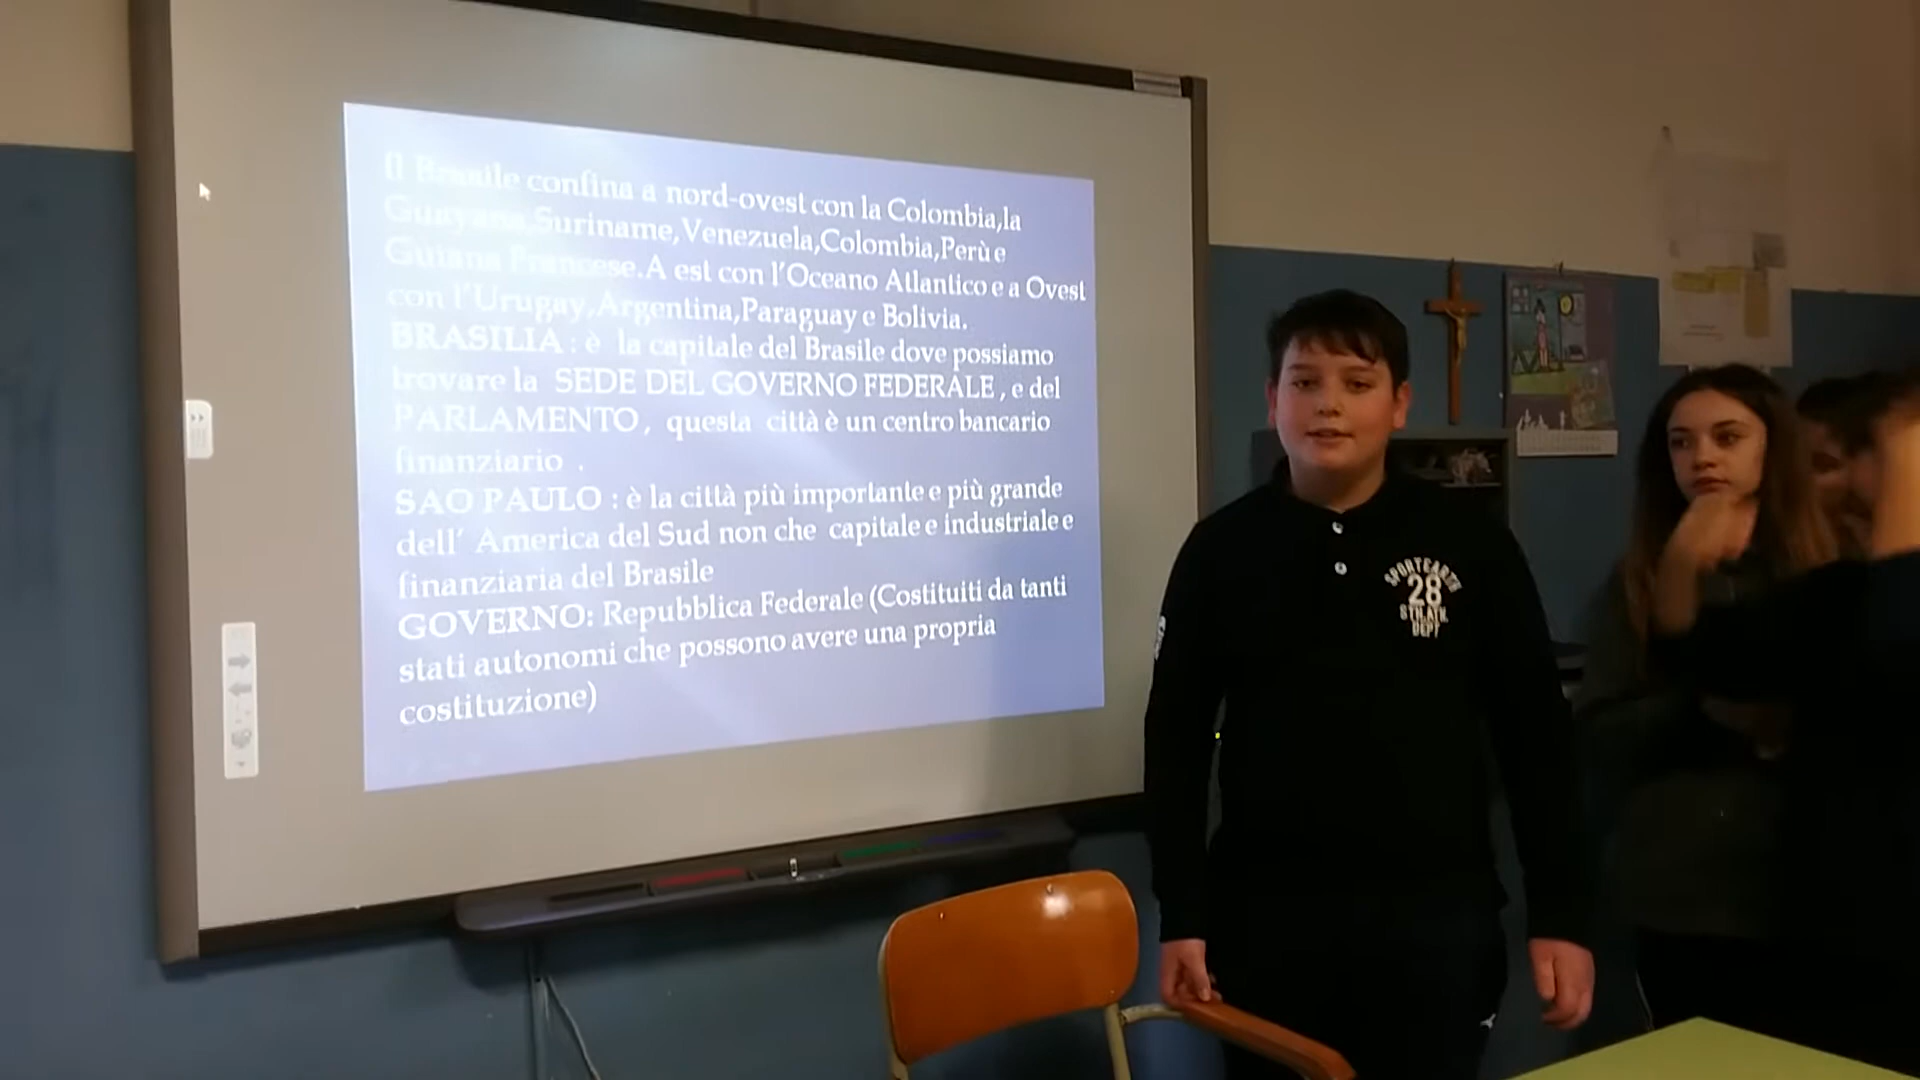 Il Brasile confina a nord-ovest con la Colombia,la
Guayana,Suriname,Venezuela,Colombia,Perù e
Guiana Francese.A est con l'Oceano Atlantico e a Ovest
con l'Urugay,Argentina,Paraguay e Bolivia.
BRASILIA : è la capitale del Brasile dove possiamo
trovare la SEDE DEL GOVERNO FEDERALE , e del
PARLAMENTO , questa città è un centro bancario
finanziario .
SAO PAULO : è la città più importante e più grande
dell' America del Sud non che capitale e industriale e
finanziaria del Brasile
GOVERNO: Repubblica Federale (Costituiti da tanti
stati autonomi che possono avere una propria
costituzione)
SPORTEARTH
28
STH.ATH.
DEPT